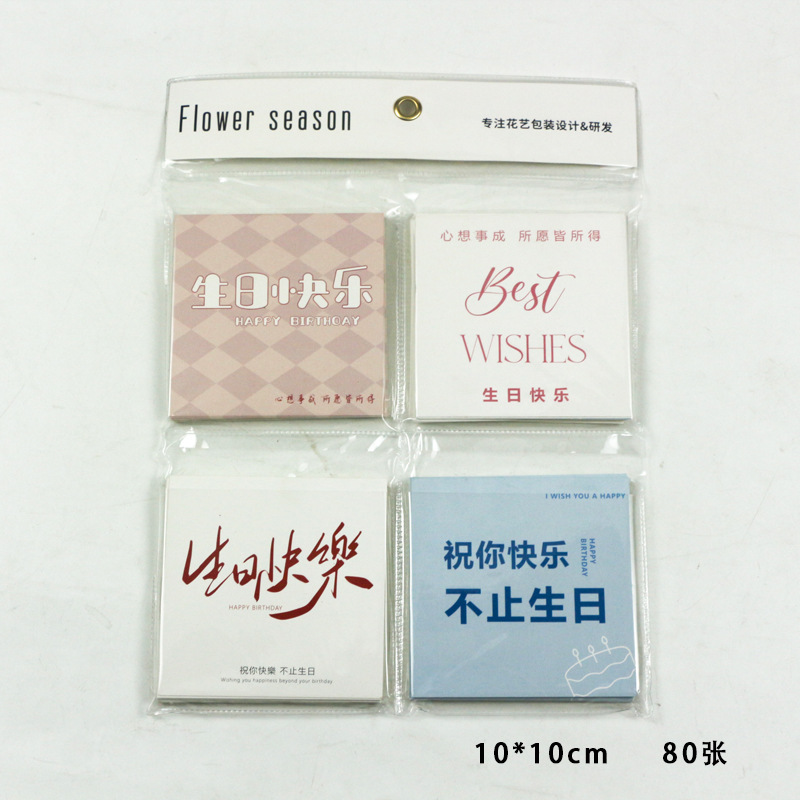 Flower season
专注花艺包装设计&研发
生日快乐
HAPPY BIRTHDAY
心想事成 所愿皆所得
心想事成 所愿皆所得
Best
WISHES
生日快乐
生日快樂
HAPPY BIRTHDAY
祝你快樂 不止生日
Wishing you happiness beyond your birthday
I WISH YOU A HAPPY
祝你快乐
HAPPY
BIRTHDAY
不止生日
10*10cm 80张